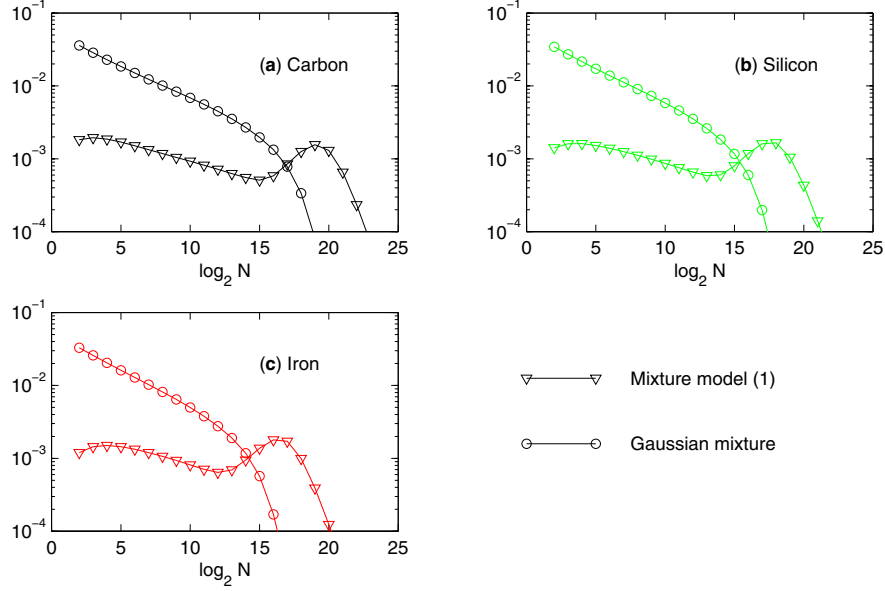 10⁻¹
10⁻²
10⁻³
10⁻⁴
(a) Carbon
0 5 10 15 20 25
log₂ N
10⁻¹
10⁻²
10⁻³
10⁻⁴
(b) Silicon
0 5 10 15 20 25
log₂ N
10⁻¹
10⁻²
10⁻³
10⁻⁴
(c) Iron
0 5 10 15 20 25
log₂ N
Mixture model (1)
Gaussian mixture